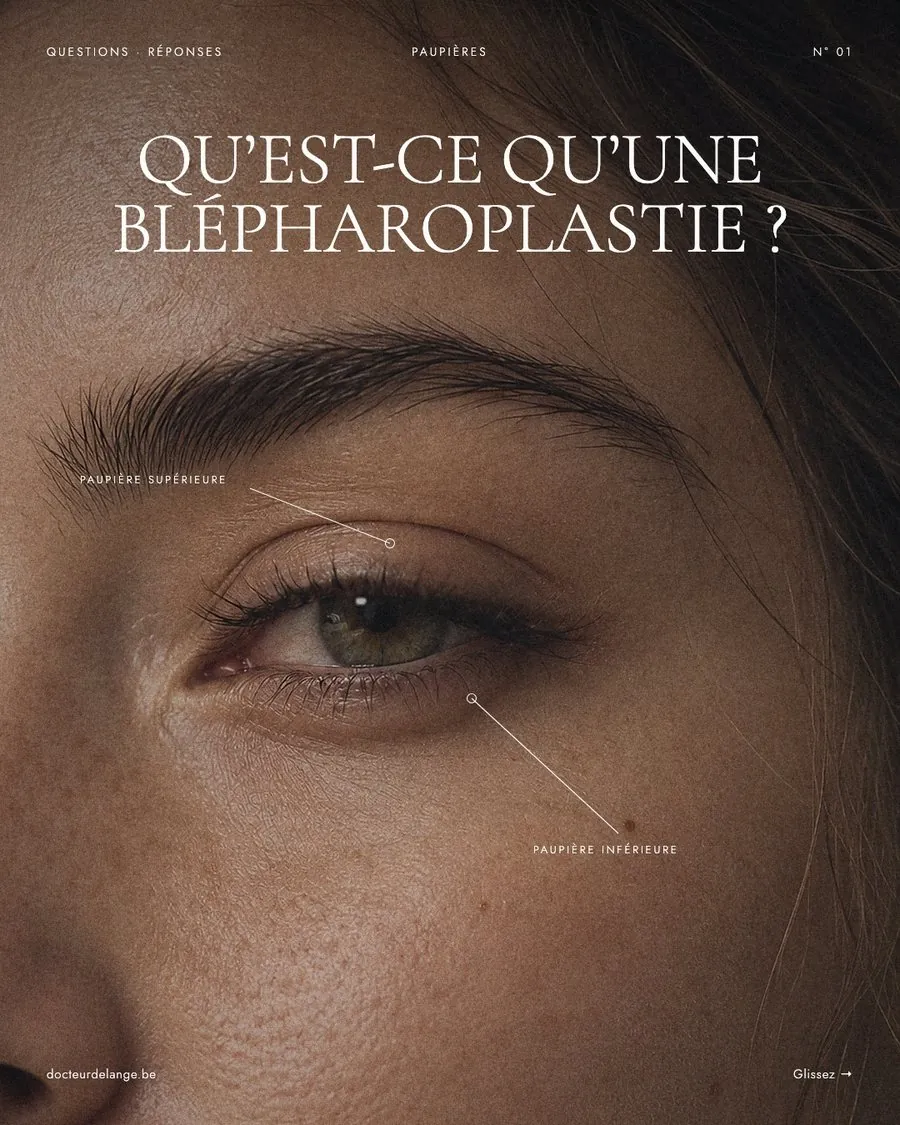 QUESTIONS · RÉPONSES
PAUPIÈRES
N° 01
QU’EST-CE QU’UNE
BLÉPHAROPLASTIE ?
PAUPIÈRE SUPÉRIEURE
PAUPIÈRE INFÉRIEURE
docteurdelange.be
Glissez →